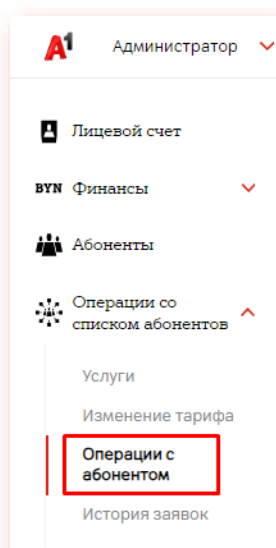 A1 Администратор
Лицевой счет
BYN Финансы
Абоненты
Операции со
списком абонентов
Услуги
Изменение тарифа
Операции с
абонентом
История заявок